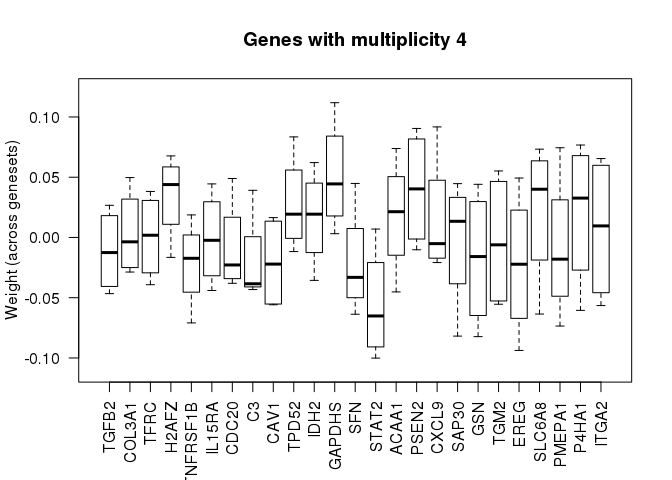 Genes with multiplicity 4
Weight (across genesets)
0.10
0.05
0.00
-0.05
-0.10
TGFB2
COL3A1
TFRC
H2AFZ
TNFRSF1B
IL15RA
CDC20
C3
CAV1
TPD52
IDH2
GAPDHS
SFN
STAT2
ACAA1
PSEN2
CXCL9
SAP30
GSN
TGM2
EREG
SLC6A8
PMEPA1
P4HA1
ITGA2